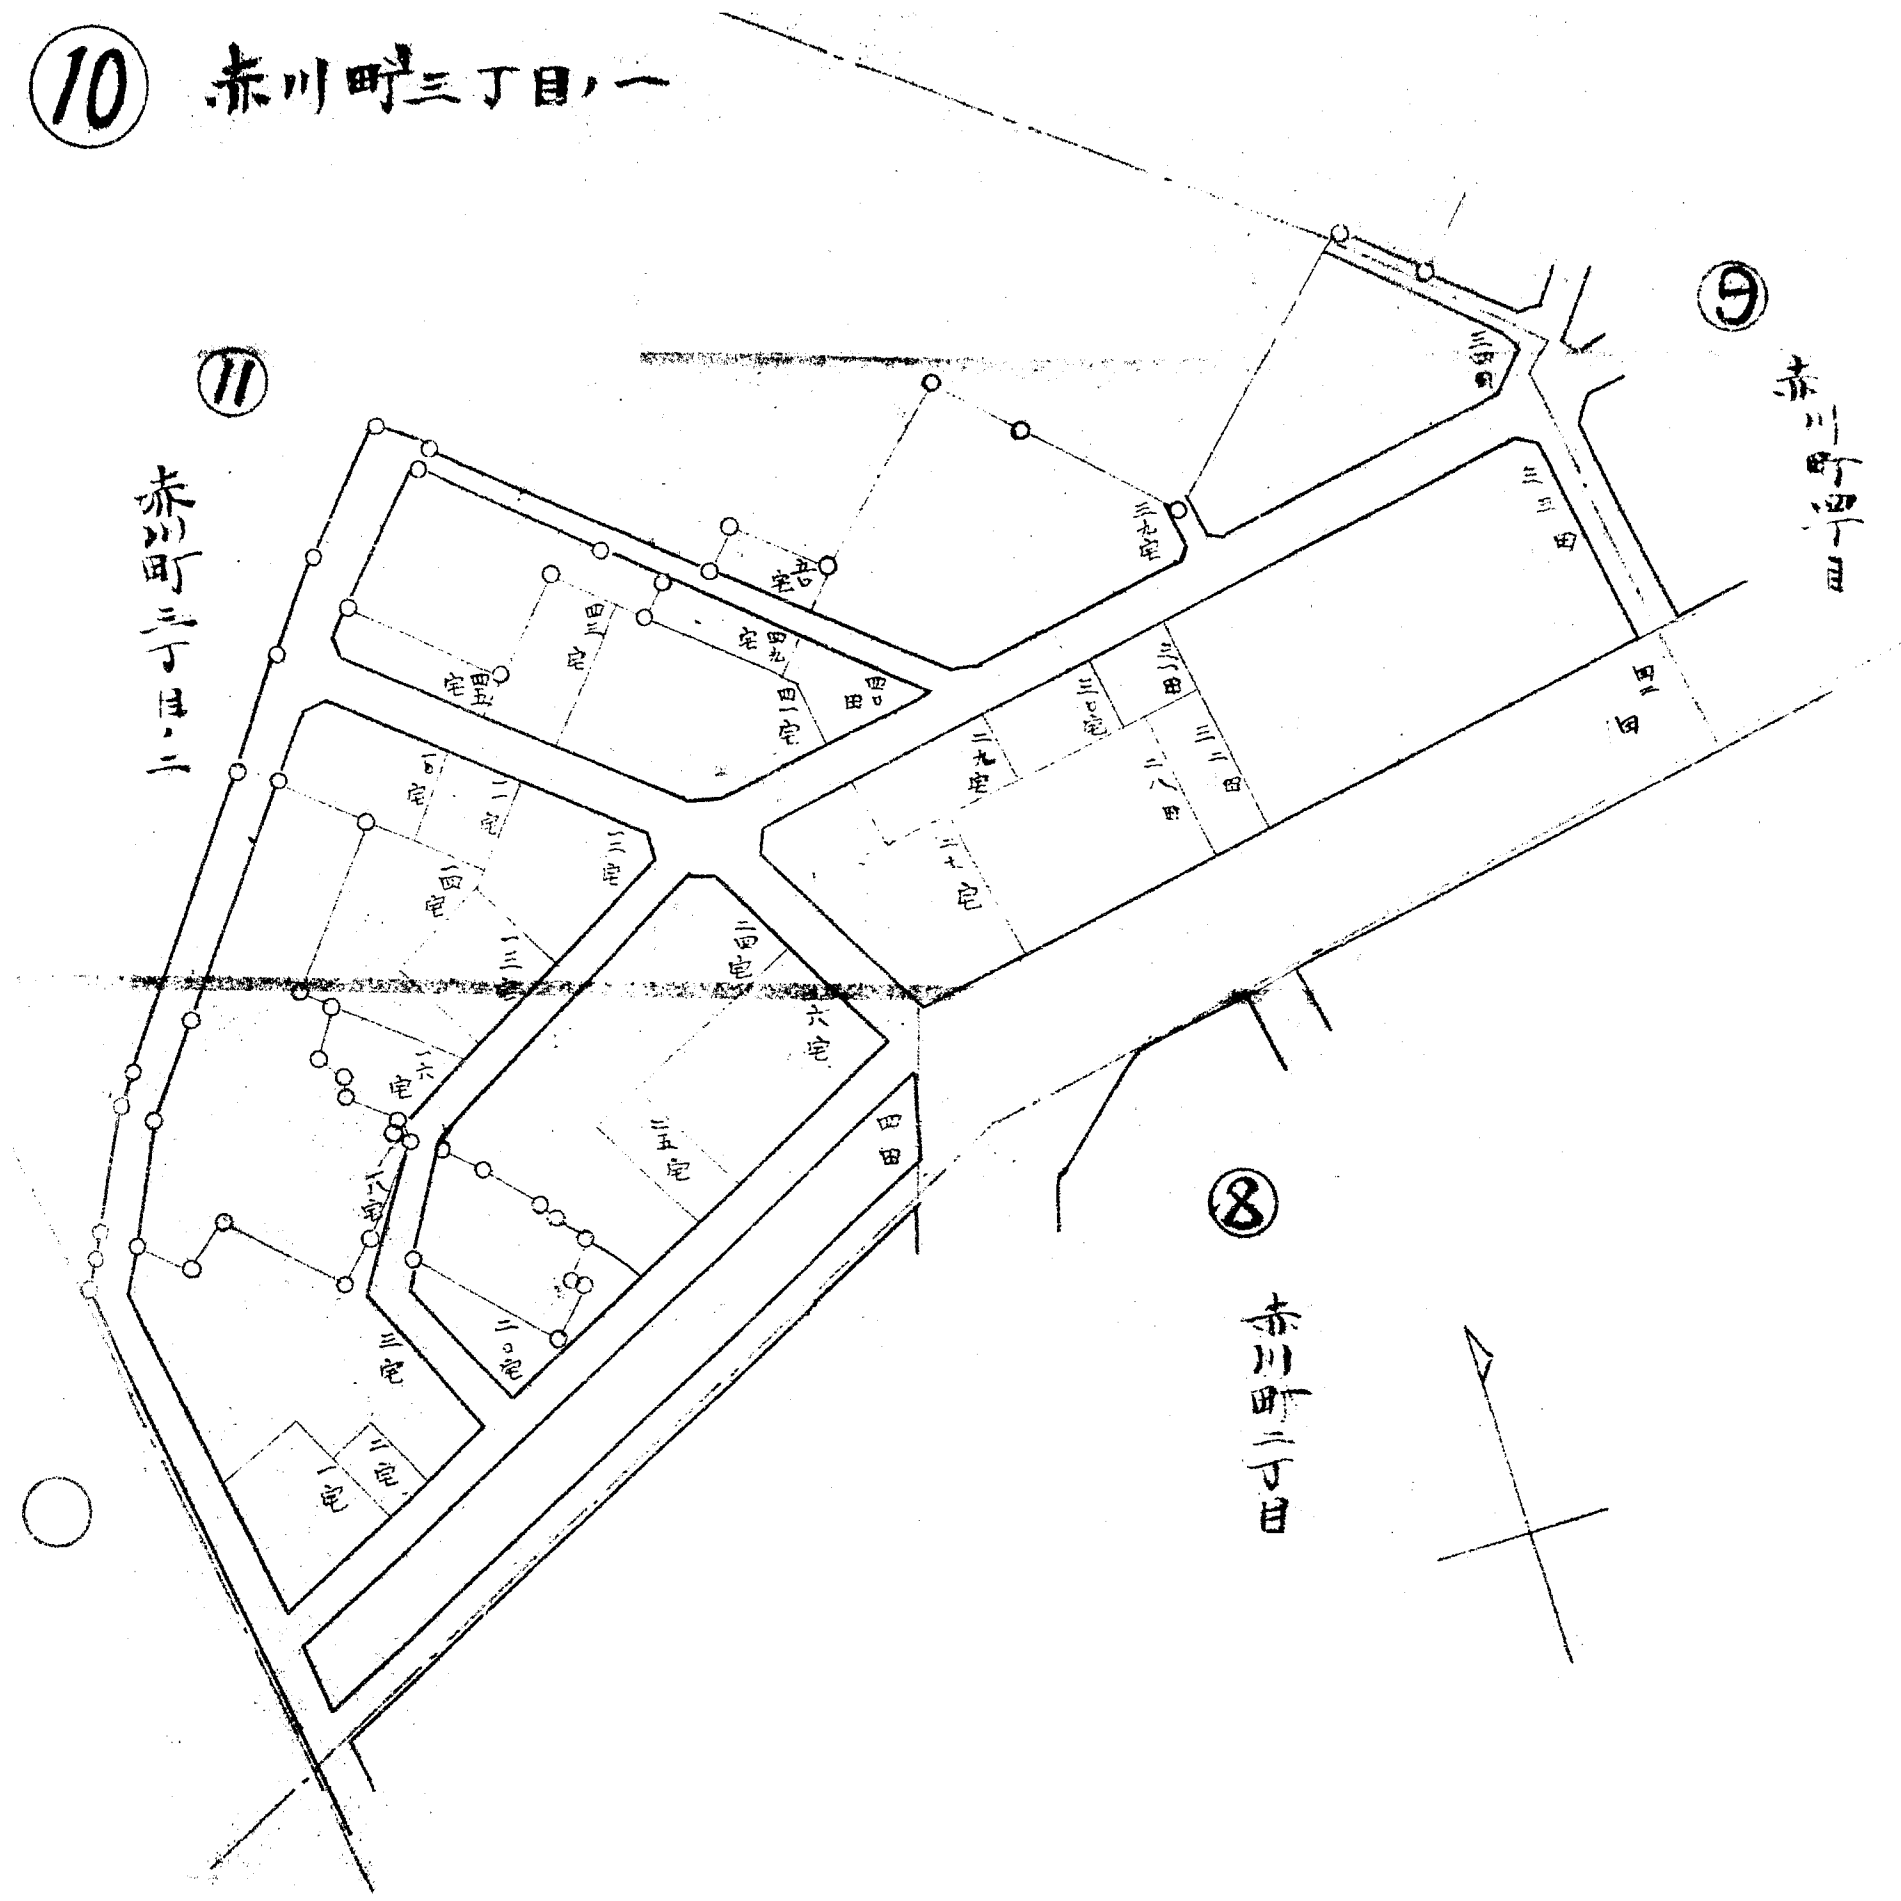 10 赤川町三丁目ノ一
9
赤川町四丁目
11
赤川町三丁目ノ二
三四田
三三田
三九宅
五〇宅
四三宅
四九宅
四五宅
四〇田
四一宅
三一田
三〇宅
二九宅
三二田
二八田
二七宅
四二田
一〇宅
一一宅
一二宅
一四宅
一三宅
二四宅
二六宅
一六宅
二五宅
四田
一八宅
三宅
二〇宅
二宅
一宅
8
赤川町二丁目